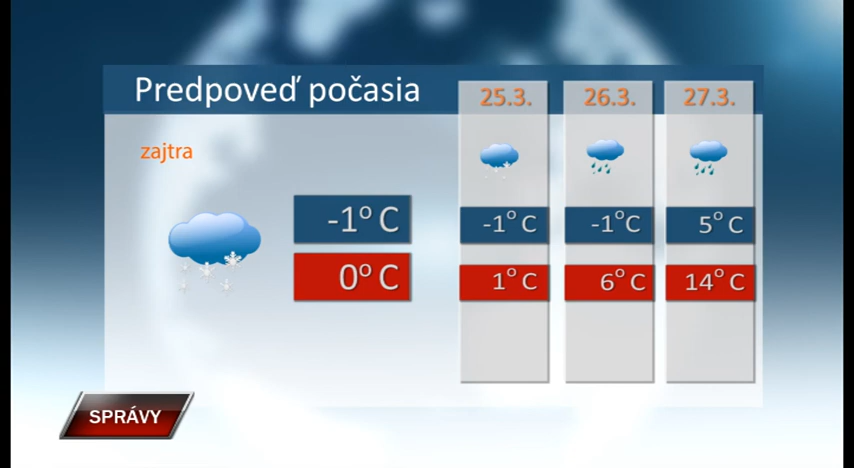 Predpoveď počasia
zajtra
-1° C
0° C
25.3.
26.3.
27.3.
-1° C
-1°C
5° C
1° C
6° C
14° C
SPRÁVY